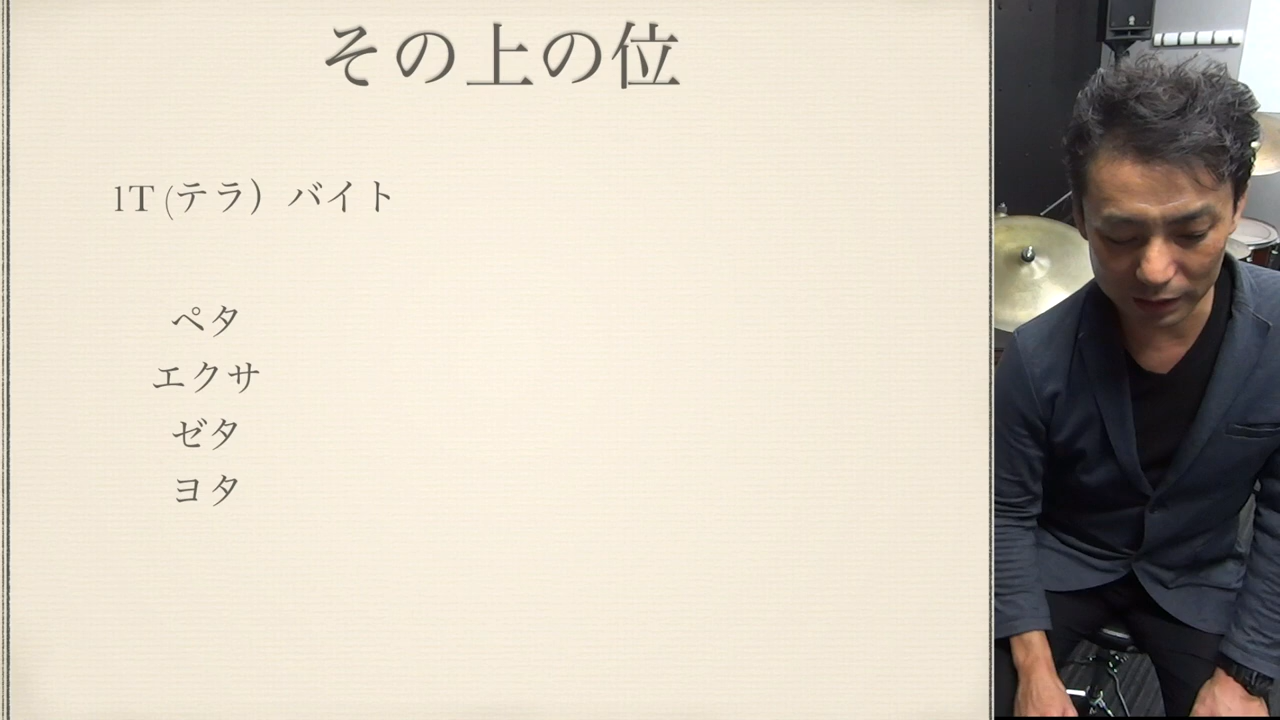 その上の位
1T (テラ）バイト
ペタ
エクサ
ゼタ
ヨタ